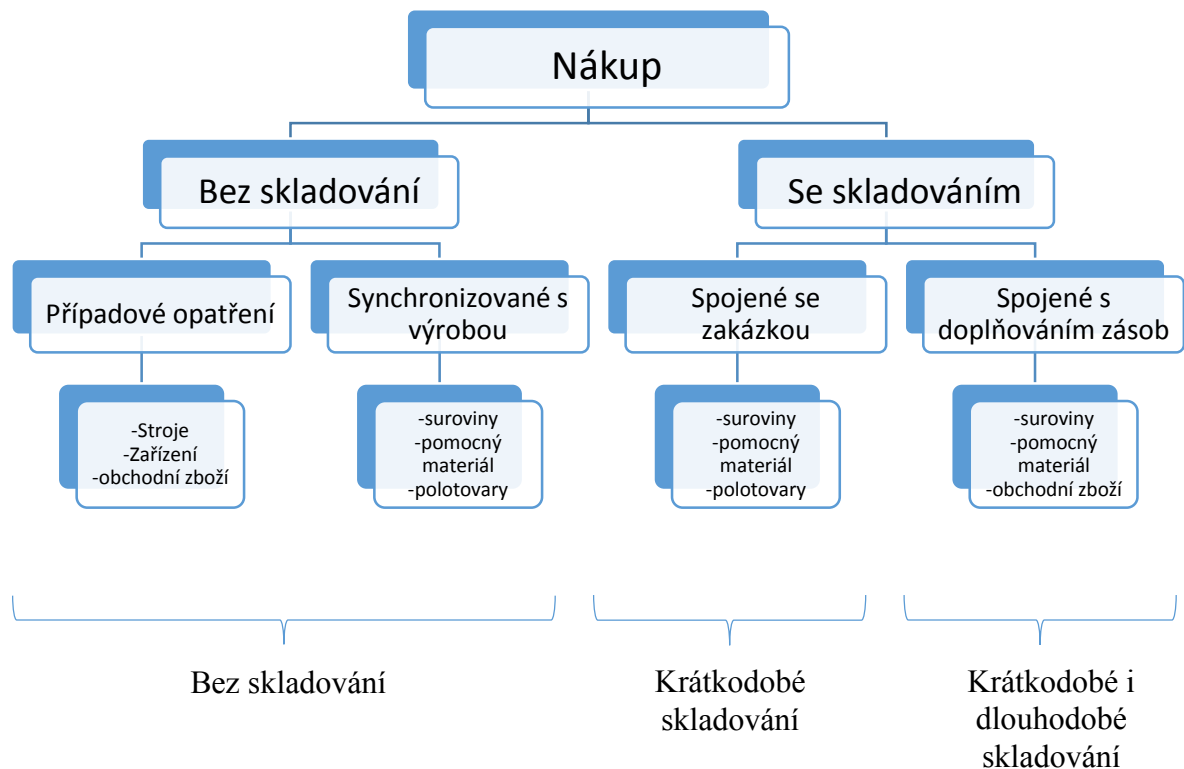 Nákup
Bez skladování
Se skladováním
Případové opatření
Synchronizované s
výrobou
Spojené se
zakázkou
Spojené s
doplňováním zásob
-Stroje
-Zařízení
-obchodní zboží
-suroviny
-pomocný
materiál
-polotovary
-suroviny
-pomocný
materiál
-polotovary
-suroviny
-pomocný
materiál
-obchodní zboží
Bez skladování
Krátkodobé
skladování
Krátkodobé i
dlouhodobé
skladování